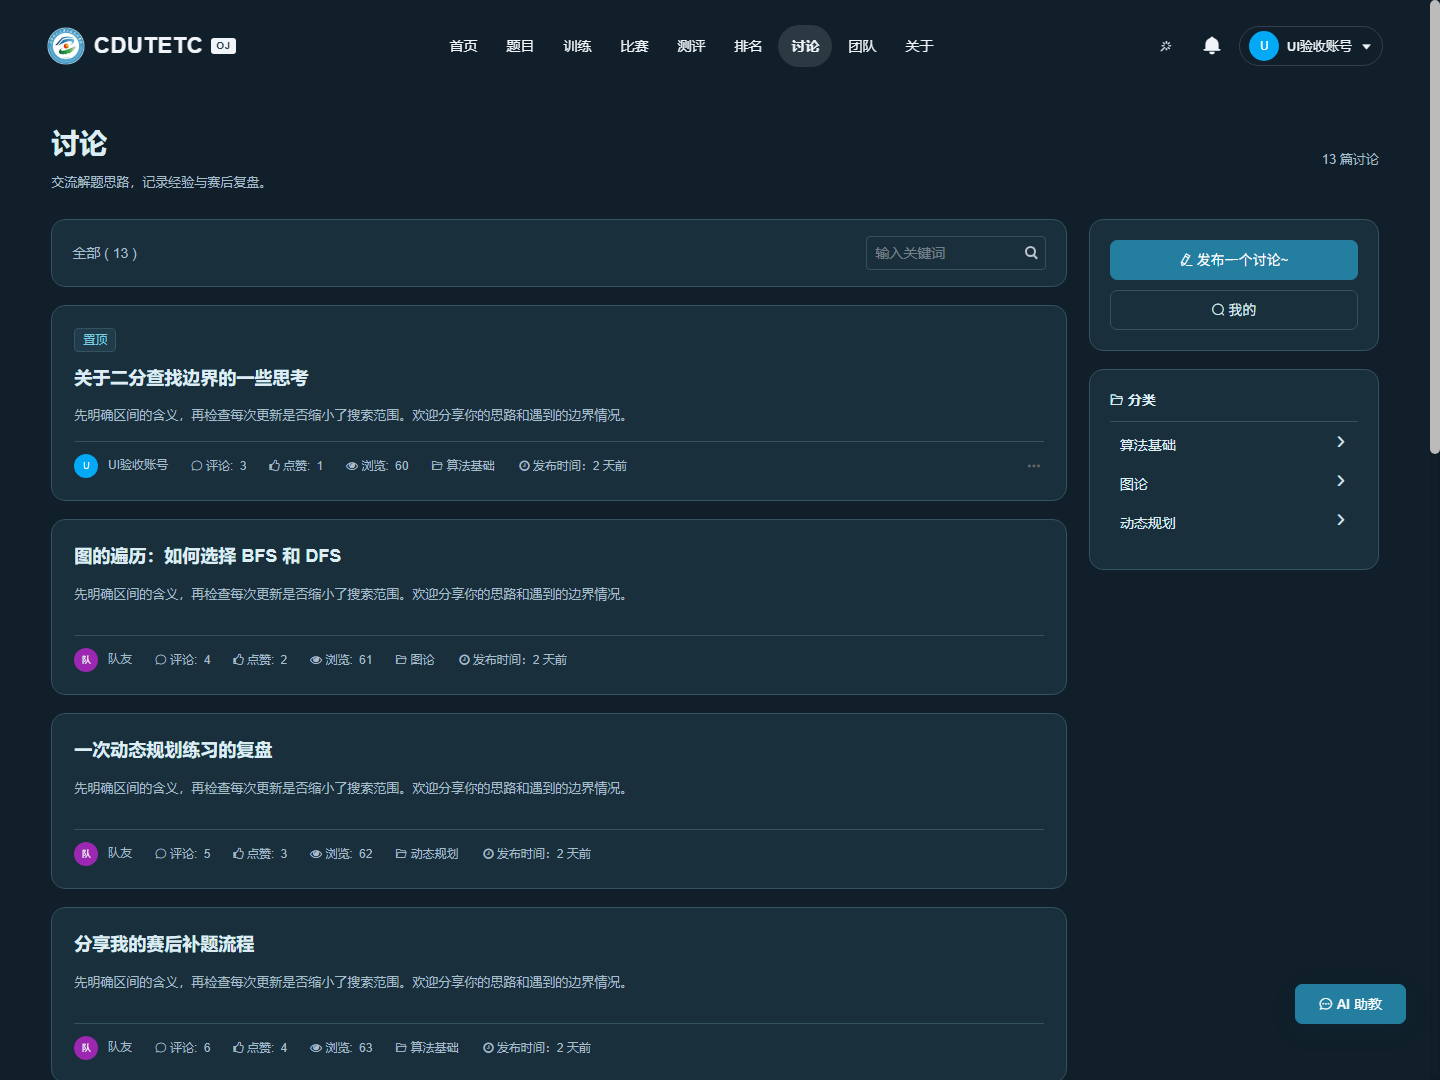 CDUTETC OJ
首页 题目 训练 比赛 测评 排名 讨论 团队 关于
U UI验收账号
讨论
交流解题思路，记录经验与赛后复盘。
13 篇讨论
全部 ( 13 )
输入关键词
发布一个讨论~
我的
分类
算法基础
图论
动态规划
置顶
关于二分查找边界的一些思考
先明确区间的含义，再检查每次更新是否缩小了搜索范围。欢迎分享你的思路和遇到的边界情况。
U UI验收账号 评论: 3 点赞: 1 浏览: 60 算法基础 发布时间：2 天前
图的遍历：如何选择 BFS 和 DFS
先明确区间的含义，再检查每次更新是否缩小了搜索范围。欢迎分享你的思路和遇到的边界情况。
队 队友 评论: 4 点赞: 2 浏览: 61 图论 发布时间：2 天前
一次动态规划练习的复盘
先明确区间的含义，再检查每次更新是否缩小了搜索范围。欢迎分享你的思路和遇到的边界情况。
队 队友 评论: 5 点赞: 3 浏览: 62 动态规划 发布时间：2 天前
分享我的赛后补题流程
先明确区间的含义，再检查每次更新是否缩小了搜索范围。欢迎分享你的思路和遇到的边界情况。
队 队友 评论: 6 点赞: 4 浏览: 63 算法基础 发布时间：2 天前
AI 助教